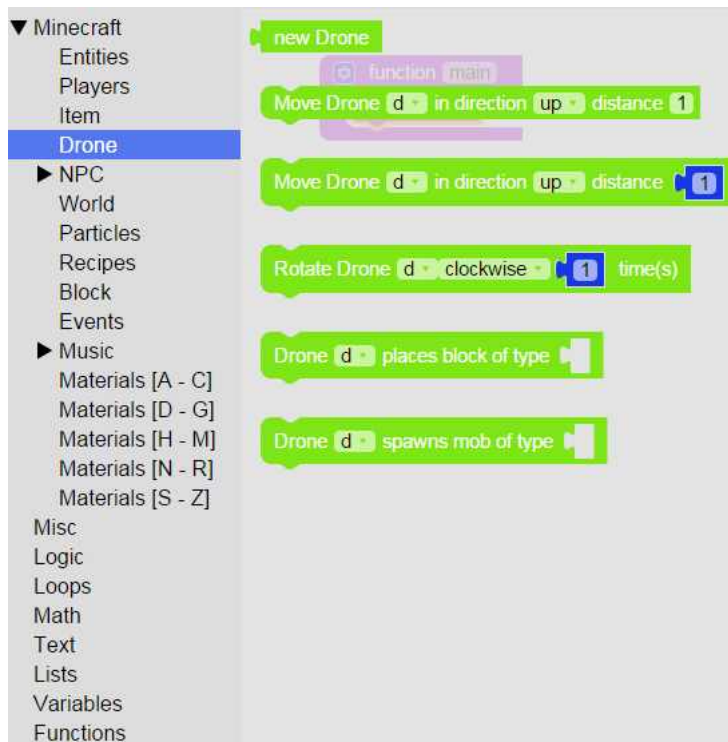 Minecraft
Entities
Players
Item
Drone
NPC
World
Particles
Recipes
Block
Events
Music
Materials [A - C]
Materials [D - G]
Materials [H - M]
Materials [N - R]
Materials [S - Z]
Misc
Logic
Loops
Math
Text
Lists
Variables
Functions
new Drone
function main
Move Drone d in direction up distance 1
Move Drone d in direction up distance 1
Rotate Drone d clockwise 1 time(s)
Drone d places block of type
Drone d spawns mob of type